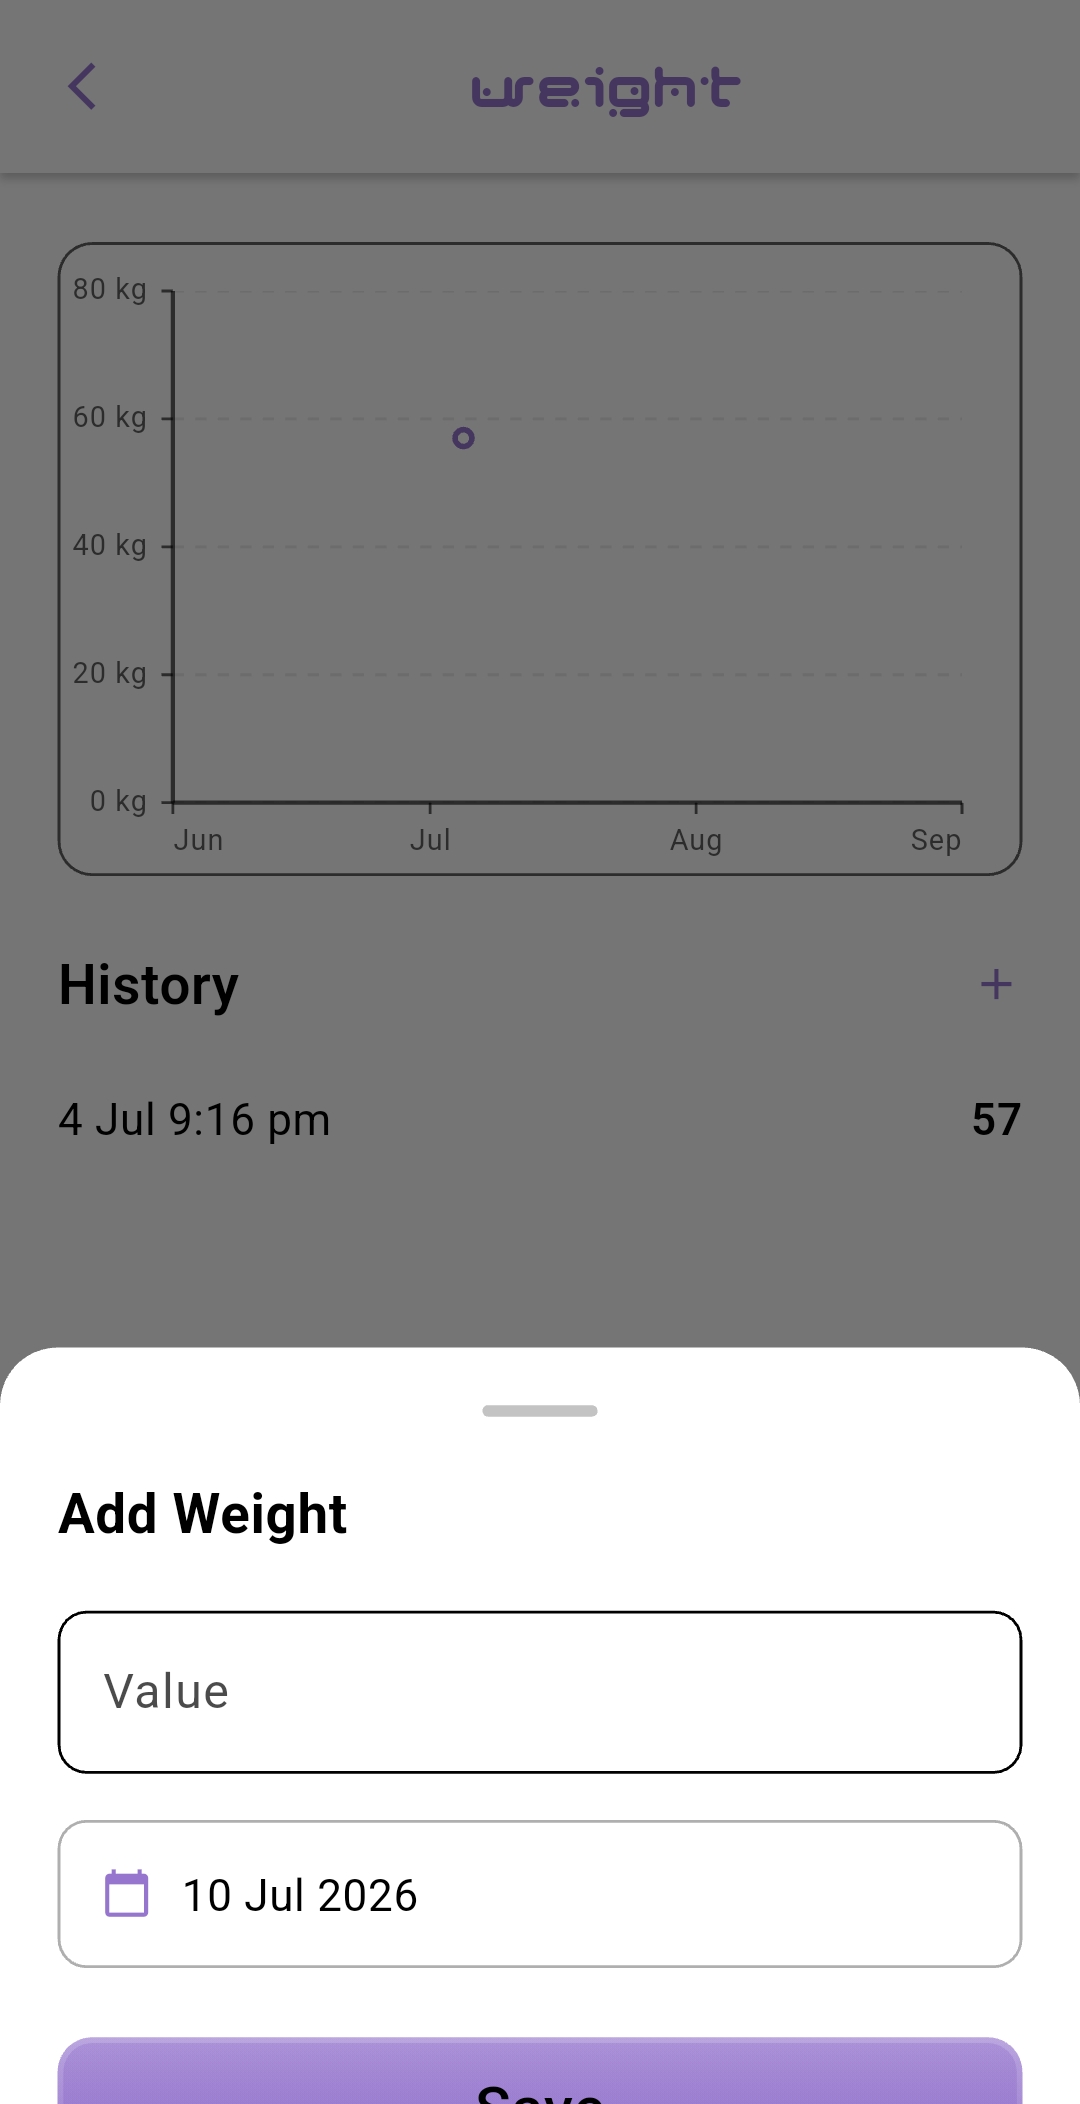 weight
80 kg
60 kg
40 kg
20 kg
0 kg
Jun Jul Aug Sep
History +
4 Jul 9:16 pm 57
Add Weight
Value
10 Jul 2026
Save